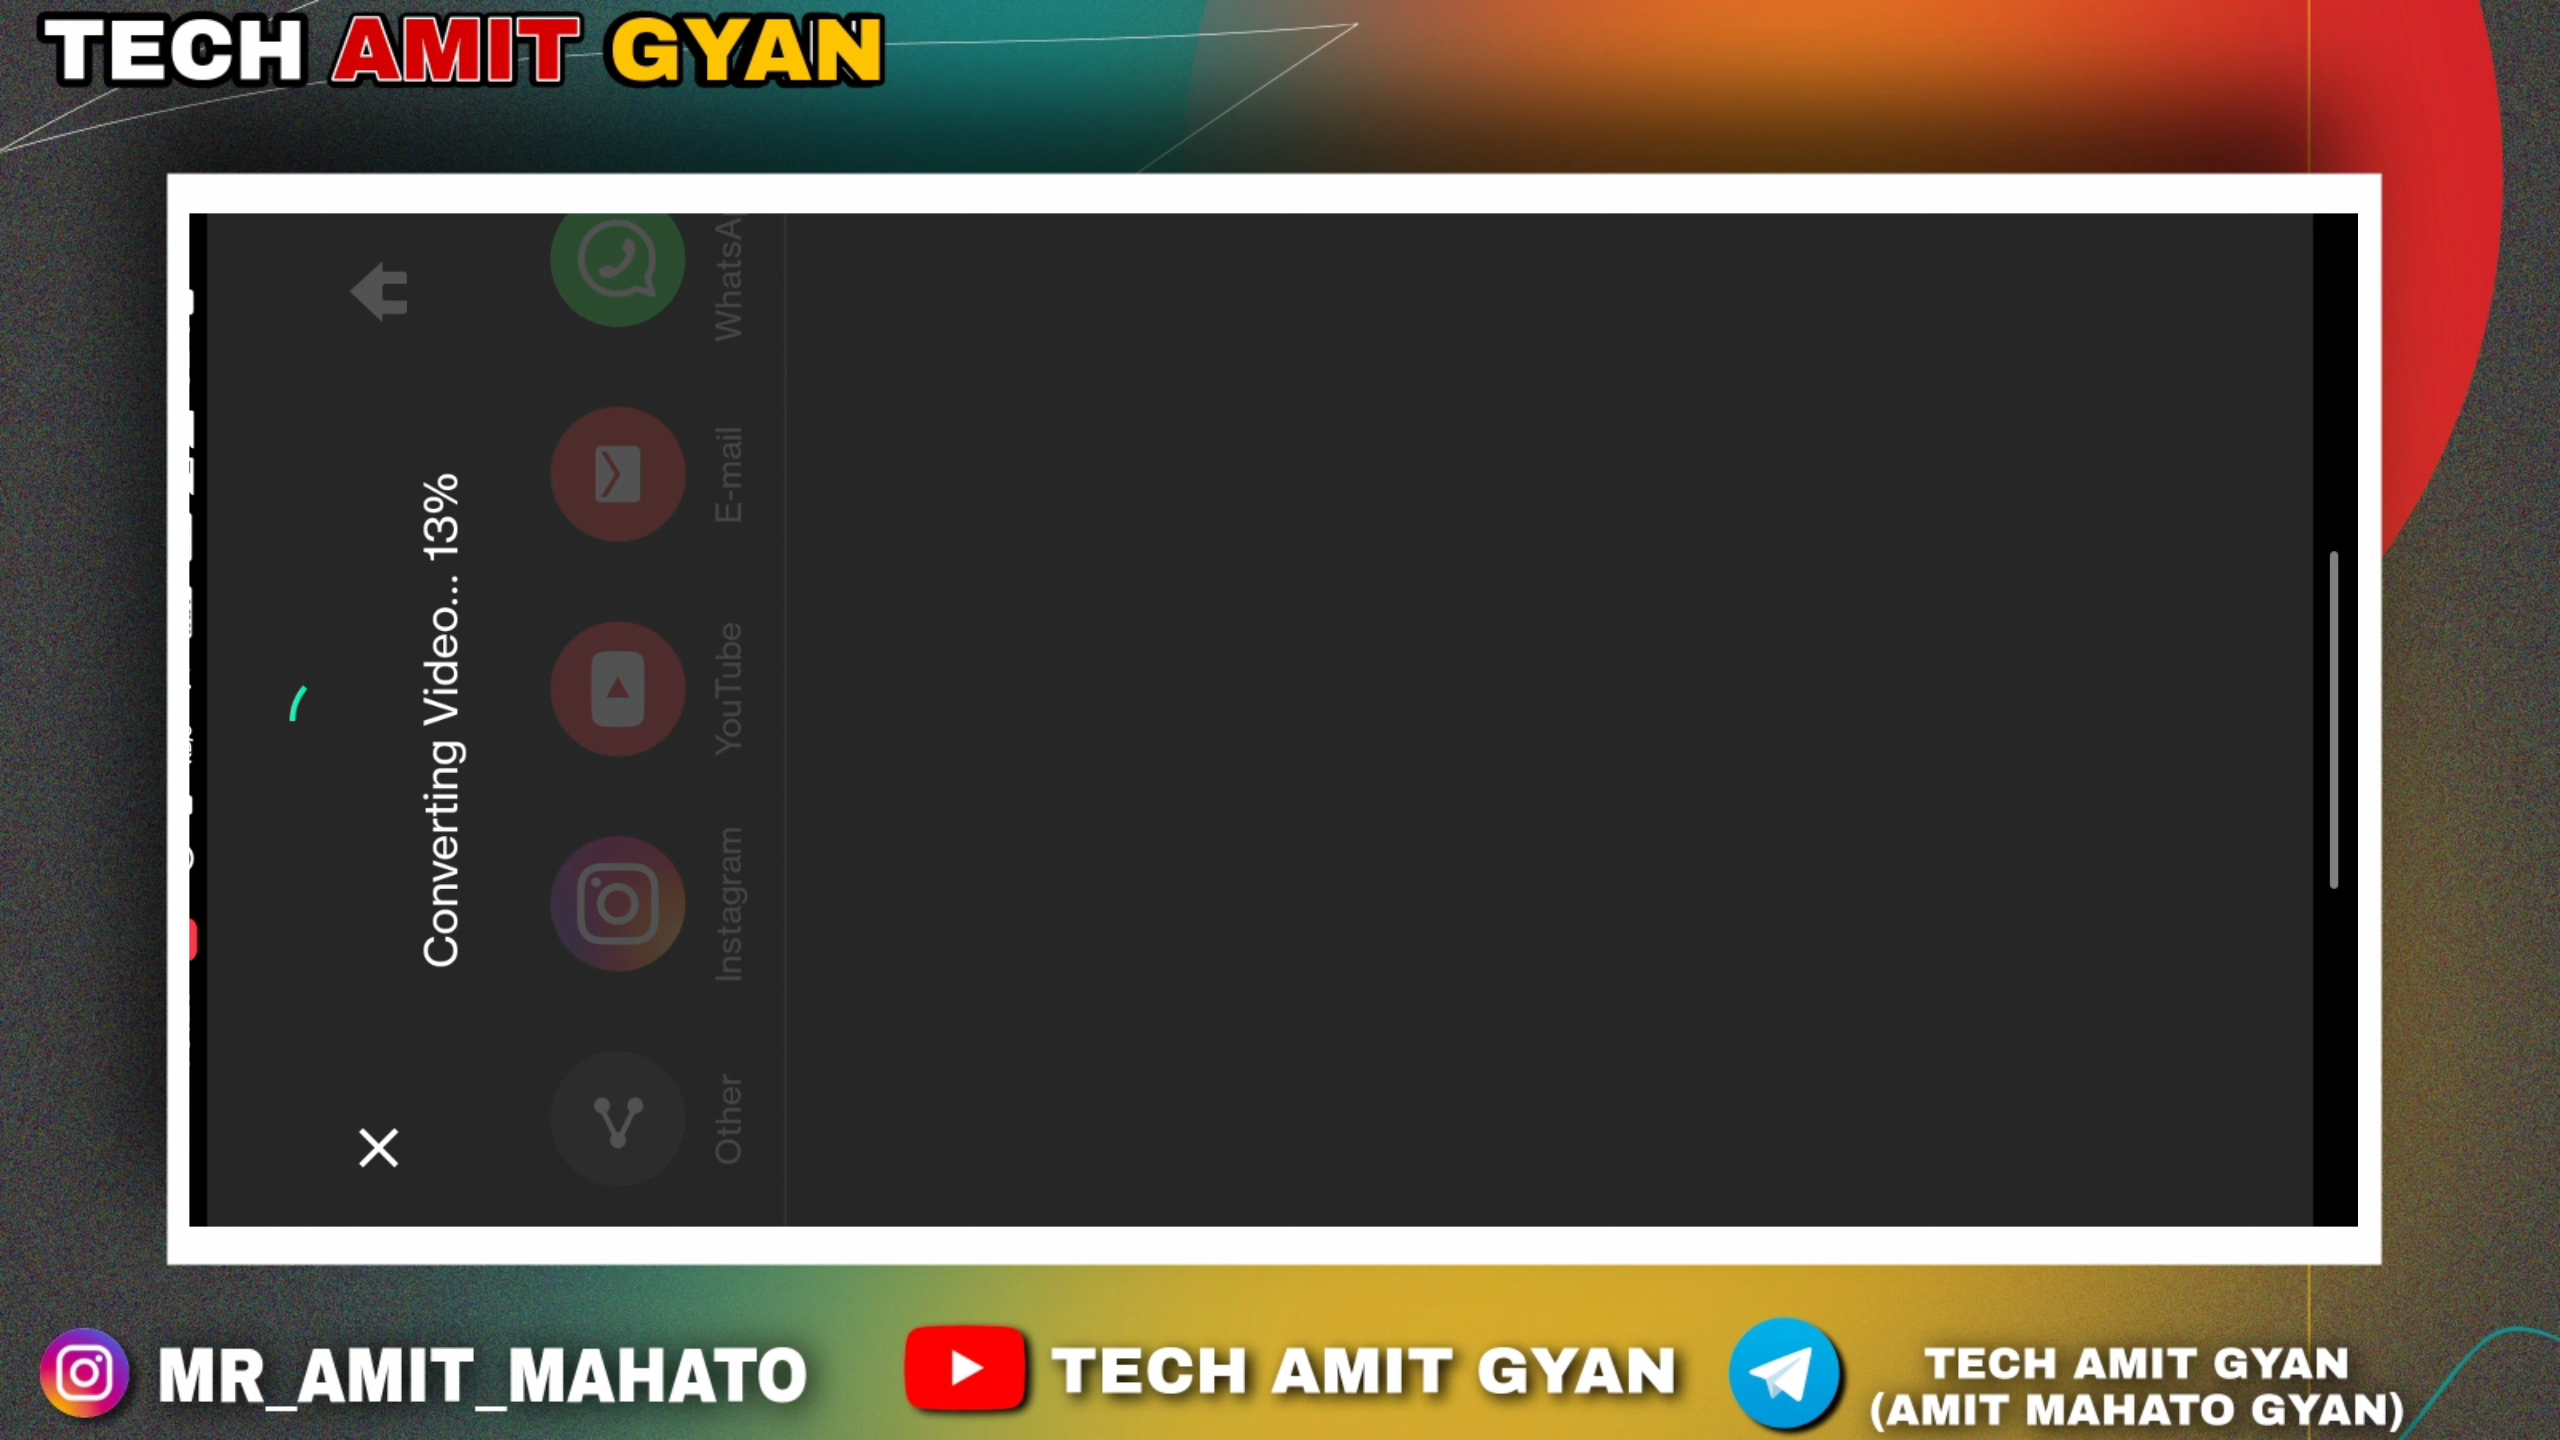 TECH AMIT GYAN
Converting Video... 13%
WhatsA
E-mail
YouTube
Instagram
Other
MR_AMIT_MAHATO
TECH AMIT GYAN
TECH AMIT GYAN
(AMIT MAHATO GYAN)